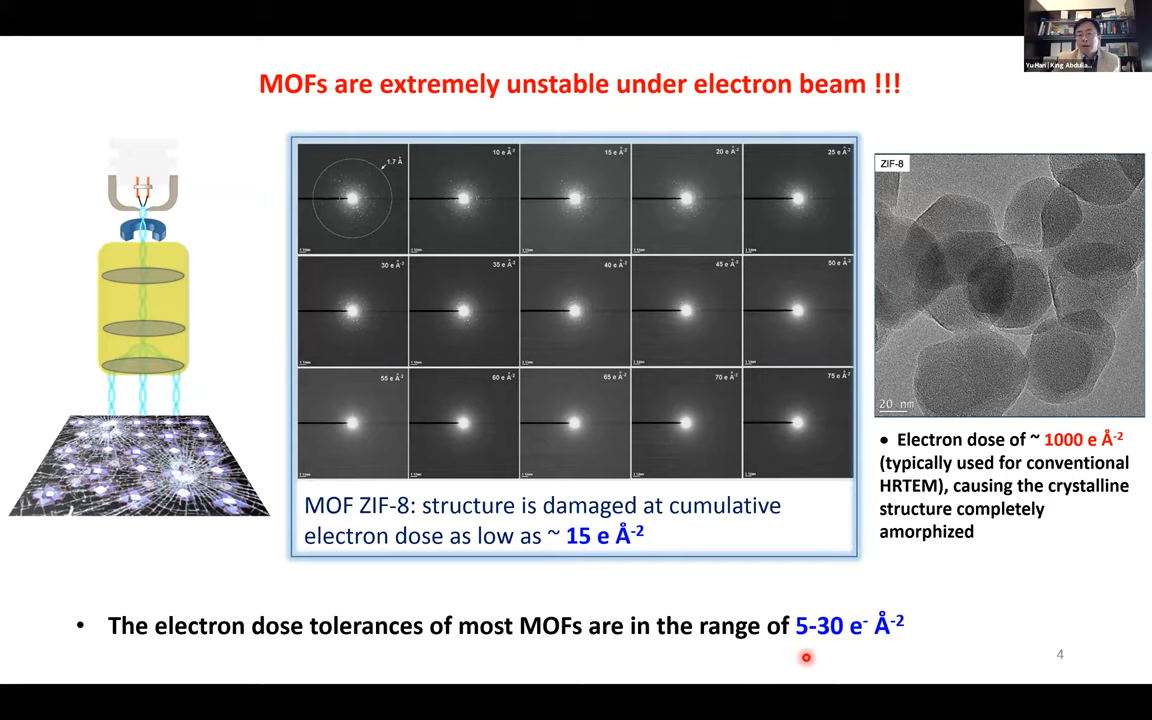 Yu Han | King Abdulla...
MOFs are extremely unstable under electron beam !!!
1.7 Å
10 e Å-2
15 e Å-2
20 e Å-2
25 e Å-2
30 e Å-2
35 e Å-2
40 e Å-2
45 e Å-2
50 e Å-2
55 e Å-2
60 e Å-2
65 e Å-2
70 e Å-2
75 e Å-2
MOF ZIF-8: structure is damaged at cumulative
electron dose as low as ~ 15 e Å-2
ZIF-8
20 nm
• Electron dose of ~ 1000 e Å-2
(typically used for conventional
HRTEM), causing the crystalline
structure completely
amorphized
• The electron dose tolerances of most MOFs are in the range of 5-30 e- Å-2
4